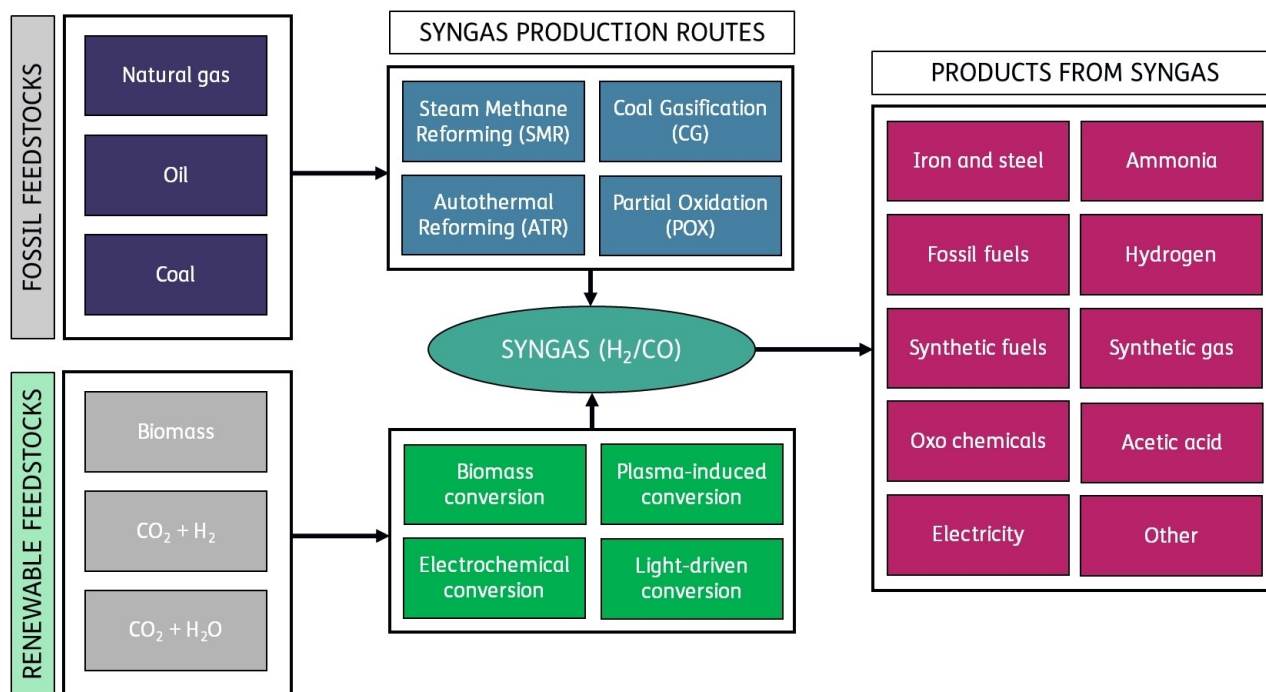 FOSSIL FEEDSTOCKS
Natural gas
Oil
Coal
SYNGAS PRODUCTION ROUTES
Steam Methane
Reforming (SMR)
Coal Gasification
(CG)
Autothermal
Reforming (ATR)
Partial Oxidation
(POX)
SYNGAS (H₂/CO)
RENEWABLE FEEDSTOCKS
Biomass
CO₂ + H₂
CO₂ + H₂O
Biomass
conversion
Plasma-induced
conversion
Electrochemical
conversion
Light-driven
conversion
PRODUCTS FROM SYNGAS
Iron and steel
Ammonia
Fossil fuels
Hydrogen
Synthetic fuels
Synthetic gas
Oxo chemicals
Acetic acid
Electricity
Other